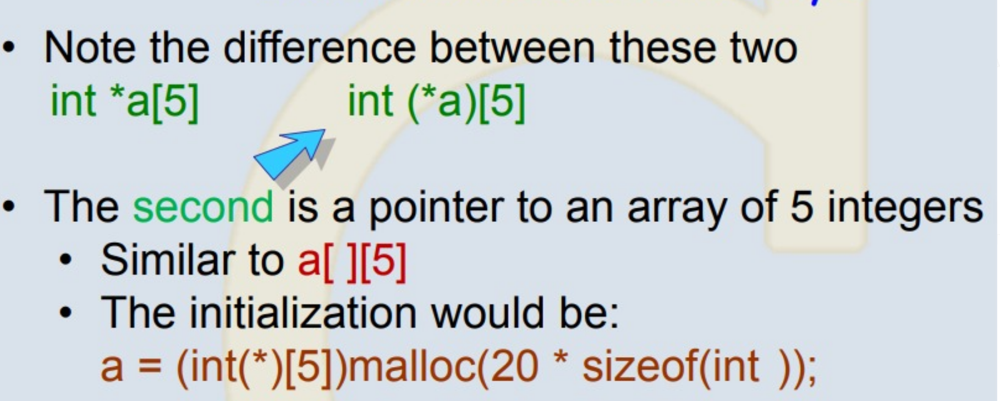 • Note the difference between these two
int *a[5] int (*a)[5]
• The second is a pointer to an array of 5 integers
• Similar to a[ ][5]
• The initialization would be:
a = (int(*)[5])malloc(20 * sizeof(int ));